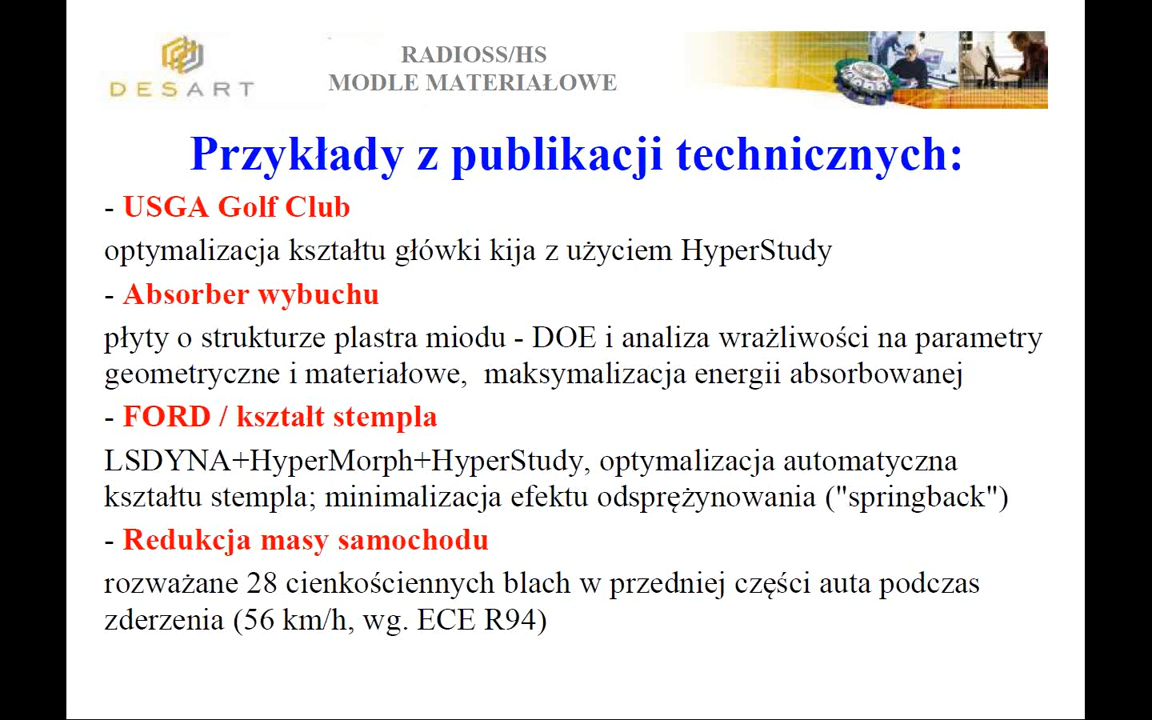 DESART
RADIOSS/HS
MODLE MATERIAŁOWE
Przykłady z publikacji technicznych:
- USGA Golf Club
optymalizacja kształtu główki kija z użyciem HyperStudy
- Absorber wybuchu
płyty o strukturze plastra miodu - DOE i analiza wrażliwości na parametry
geometryczne i materiałowe, maksymalizacja energii absorbowanej
- FORD / kształt stempla
LSDYNA+HyperMorph+HyperStudy, optymalizacja automatyczna
kształtu stempla; minimalizacja efektu odsprężynowania ("springback")
- Redukcja masy samochodu
rozważane 28 cienkościennych blach w przedniej części auta podczas
zderzenia (56 km/h, wg. ECE R94)